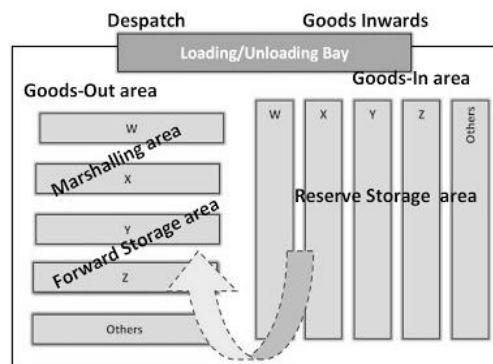 Despatch
Goods Inwards
Loading/Unloading Bay
Goods-Out area
Goods-In area
W
X
Y
Z
Others
Marshalling area
Forward Storage area
W
X
Y
Z
Others
Reserve Storage area